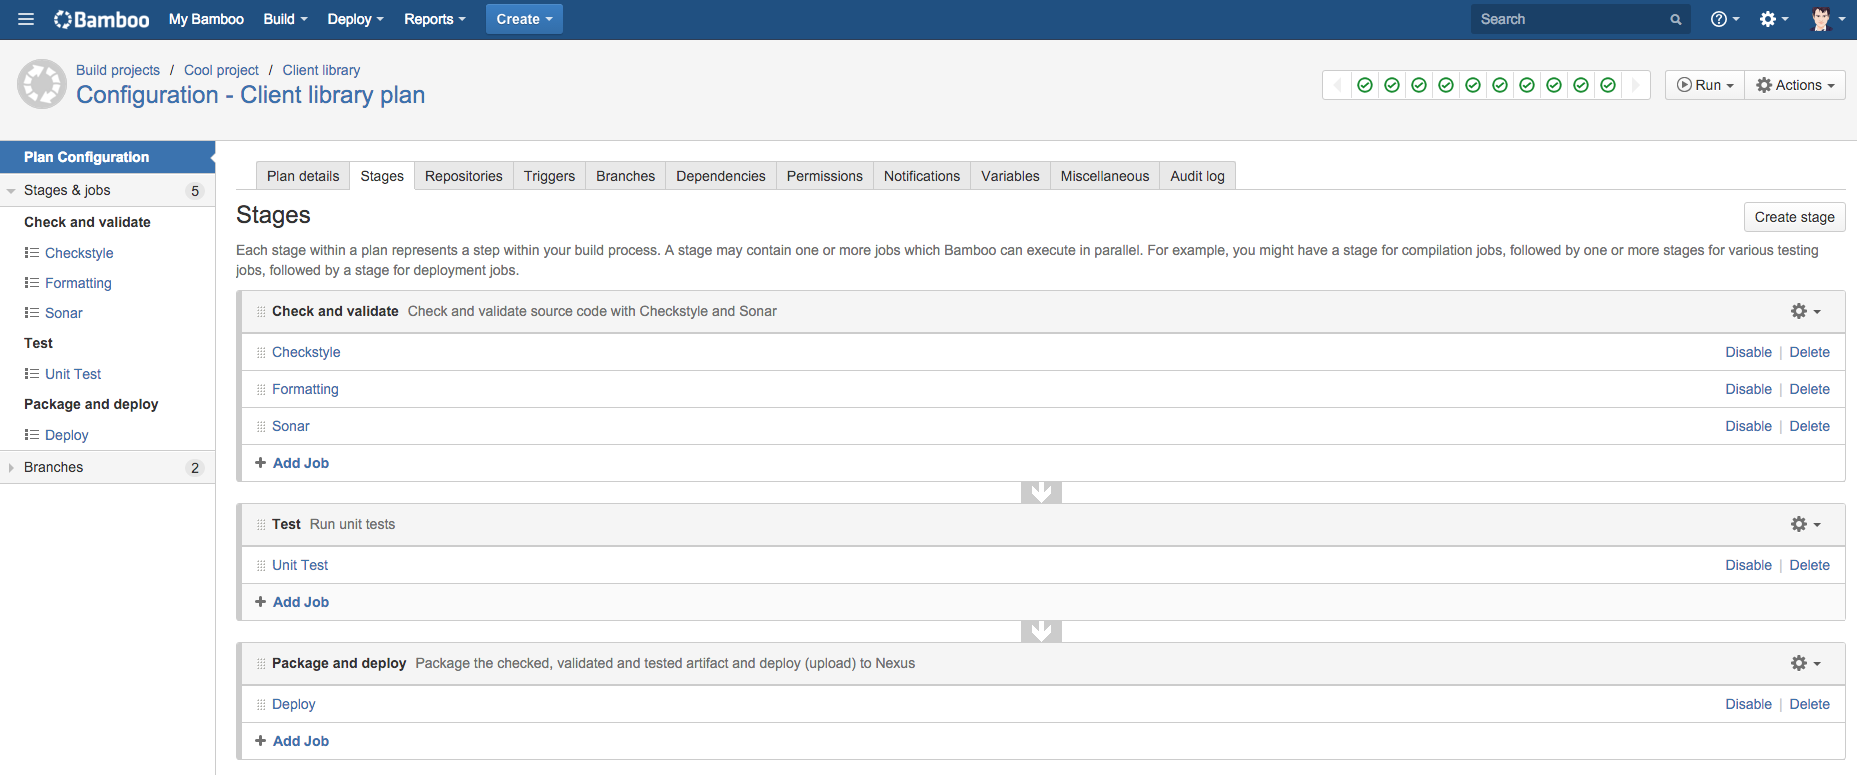 Bamboo My Bamboo Build Deploy Reports Create Search
Build projects / Cool project / Client library
Configuration - Client library plan
Run Actions
Plan Configuration
Stages & jobs 5
Check and validate
Checkstyle
Formatting
Sonar
Test
Unit Test
Package and deploy
Deploy
Branches 2
Plan details Stages Repositories Triggers Branches Dependencies Permissions Notifications Variables Miscellaneous Audit log
Stages
Create stage
Each stage within a plan represents a step within your build process. A stage may contain one or more jobs which Bamboo can execute in parallel. For example, you might have a stage for compilation jobs, followed by one or more stages for various testing
jobs, followed by a stage for deployment jobs.
Check and validate Check and validate source code with Checkstyle and Sonar
Checkstyle Disable | Delete
Formatting Disable | Delete
Sonar Disable | Delete
+ Add Job
Test Run unit tests
Unit Test Disable | Delete
+ Add Job
Package and deploy Package the checked, validated and tested artifact and deploy (upload) to Nexus
Deploy Disable | Delete
+ Add Job